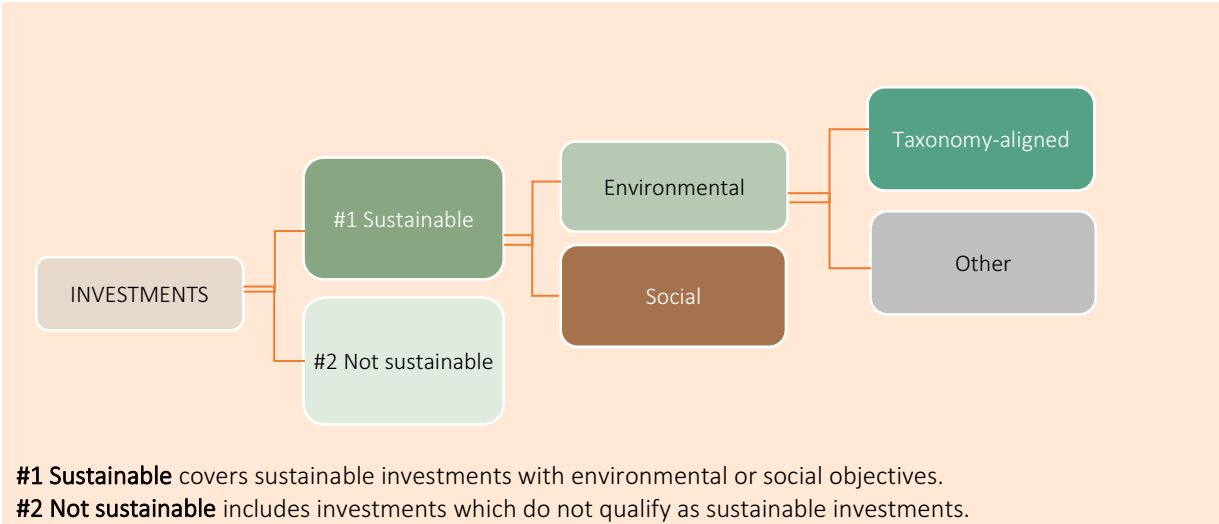 Taxonomy-aligned
Environmental
#1 Sustainable
Other
INVESTMENTS
Social
#2 Not sustainable
#1 Sustainable covers sustainable investments with environmental or social objectives.
#2 Not sustainable includes investments which do not qualify as sustainable investments.